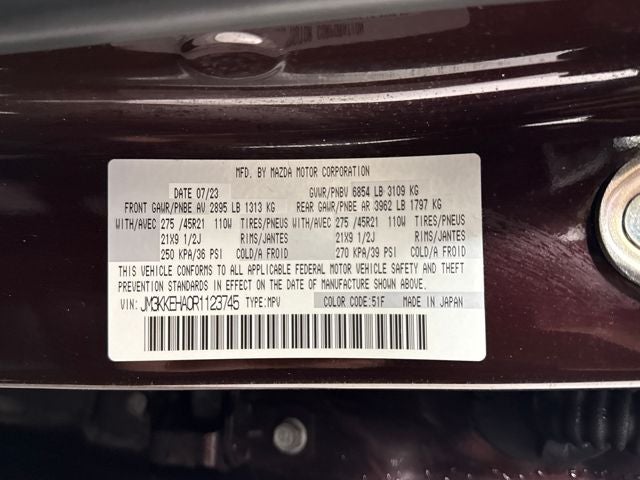 MFD. BY MAZDA MOTOR CORPORATION
DATE 07/23 GVWR/PNBV 6854 LB 3109 KG
FRONT GAWR/PNBE AV 2895 LB 1313 KG REAR GAWR/PNBE AR 3962 LB 1797 KG
WITH/AVEC 275 /45R21 110W TIRES/PNEUS WITH/AVEC 275 /45R21 110W TIRES/PNEUS
21X9 1/2J RIMS/JANTES 21X9 1/2J RIMS/JANTES
250 KPA/36 PSI COLD/A FROID 270 KPA/39 PSI COLD/A FROID
THIS VEHICLE CONFORMS TO ALL APPLICABLE FEDERAL MOTOR VEHICLE SAFETY AND THEFT
PREVENTION STANDARDS IN EFFECT ON THE DATE OF MANUFACTURE SHOWN ABOVE.
VIN: JM3KKEHA0R1123745 TYPE:MPV COLOR CODE:51F MADE IN JAPAN